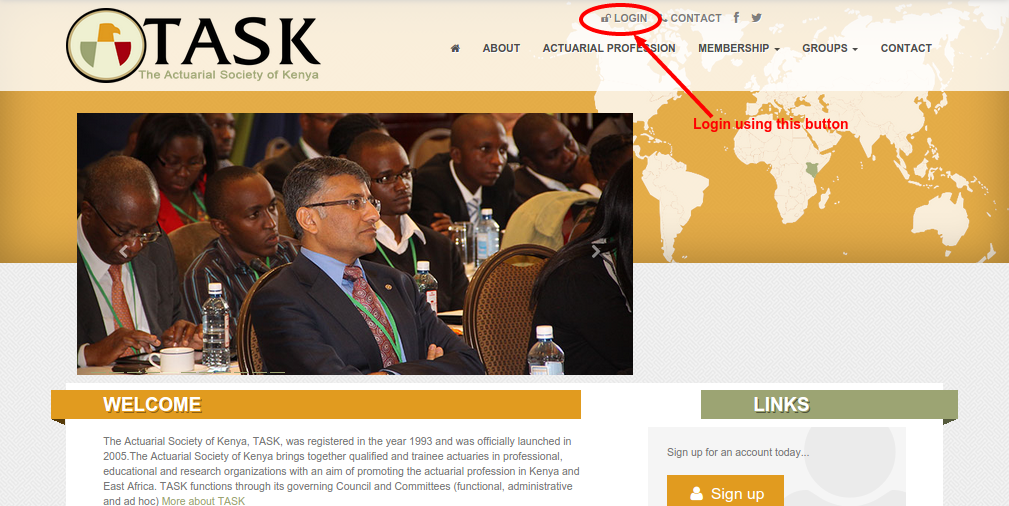 TASK
The Actuarial Society of Kenya
LOGIN CONTACT
ABOUT ACTUARIAL PROFESSION MEMBERSHIP GROUPS CONTACT
Login using this button
WELCOME
The Actuarial Society of Kenya, TASK, was registered in the year 1993 and was officially launched in
2005.The Actuarial Society of Kenya brings together qualified and trainee actuaries in professional,
educational and research organizations with an aim of promoting the actuarial profession in Kenya and
East Africa. TASK functions through its governing Council and Committees (functional, administrative
and ad hoc) More about TASK
LINKS
Sign up for an account today...
Sign up